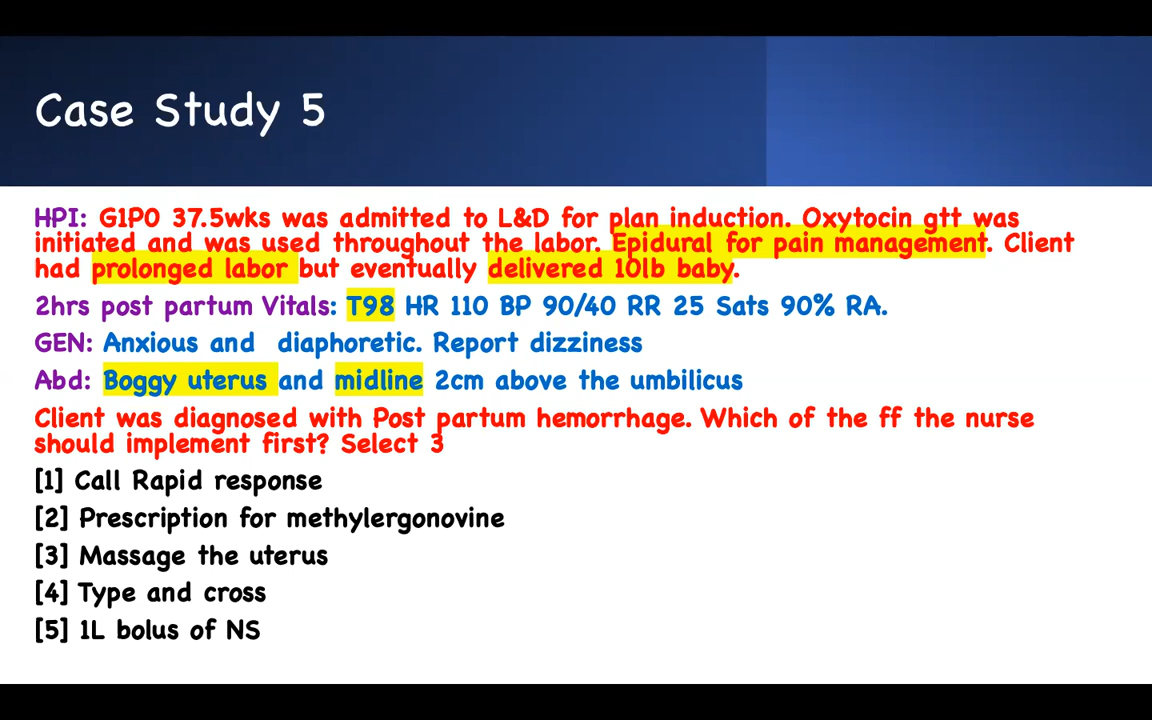 Case Study 5
HPI: G1P0 37.5wks was admitted to L&D for plan induction. Oxytocin gtt was
initiated and was used throughout the labor. Epidural for pain management. Client
had prolonged labor but eventually delivered 10lb baby.
2hrs post partum Vitals: T98 HR 110 BP 90/40 RR 25 Sats 90% RA.
GEN: Anxious and diaphoretic. Report dizziness
Abd: Boggy uterus and midline 2cm above the umbilicus
Client was diagnosed with Post partum hemorrhage. Which of the ff the nurse
should implement first? Select 3
[1] Call Rapid response
[2] Prescription for methylergonovine
[3] Massage the uterus
[4] Type and cross
[5] 1L bolus of NS